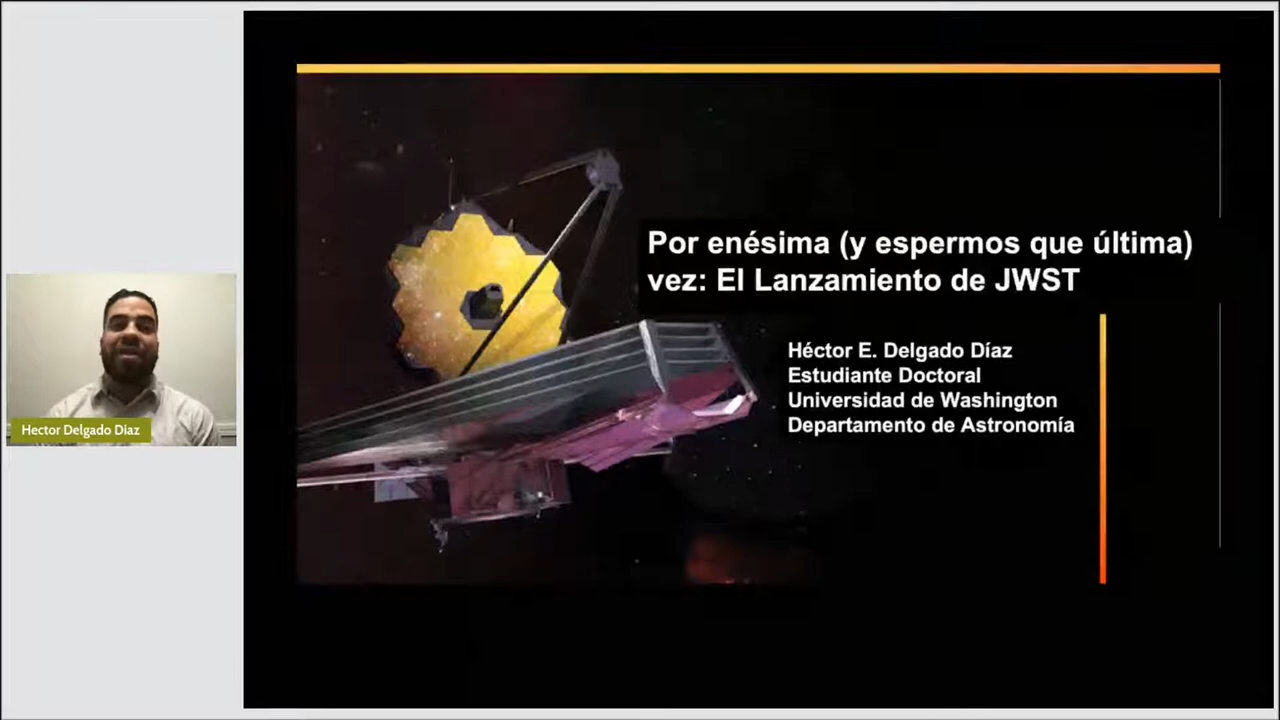 Por enésima (y espermos que última)
vez: El Lanzamiento de JWST
Héctor E. Delgado Díaz
Estudiante Doctoral
Universidad de Washington
Departamento de Astronomía
Hector Delgado Diaz